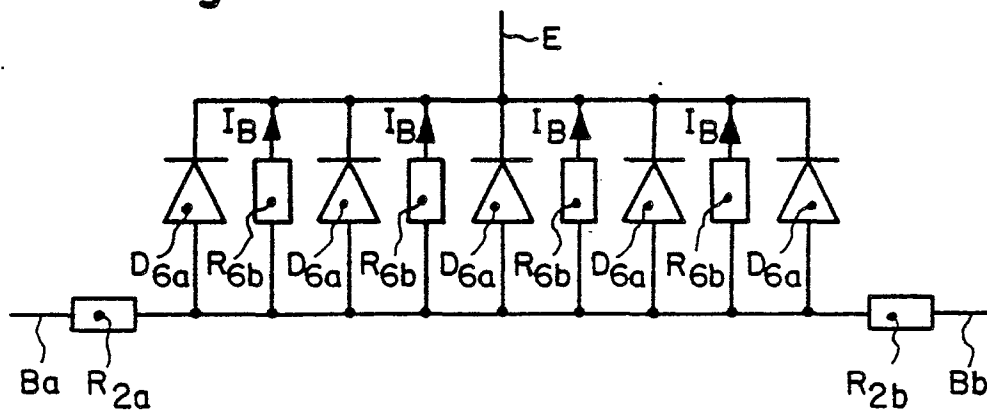 E
I_B I_B I_B I_B
D_6a R_6b D_6a R_6b D_6a R_6b D_6a R_6b D_6a
Ba R_2a R_2b Bb